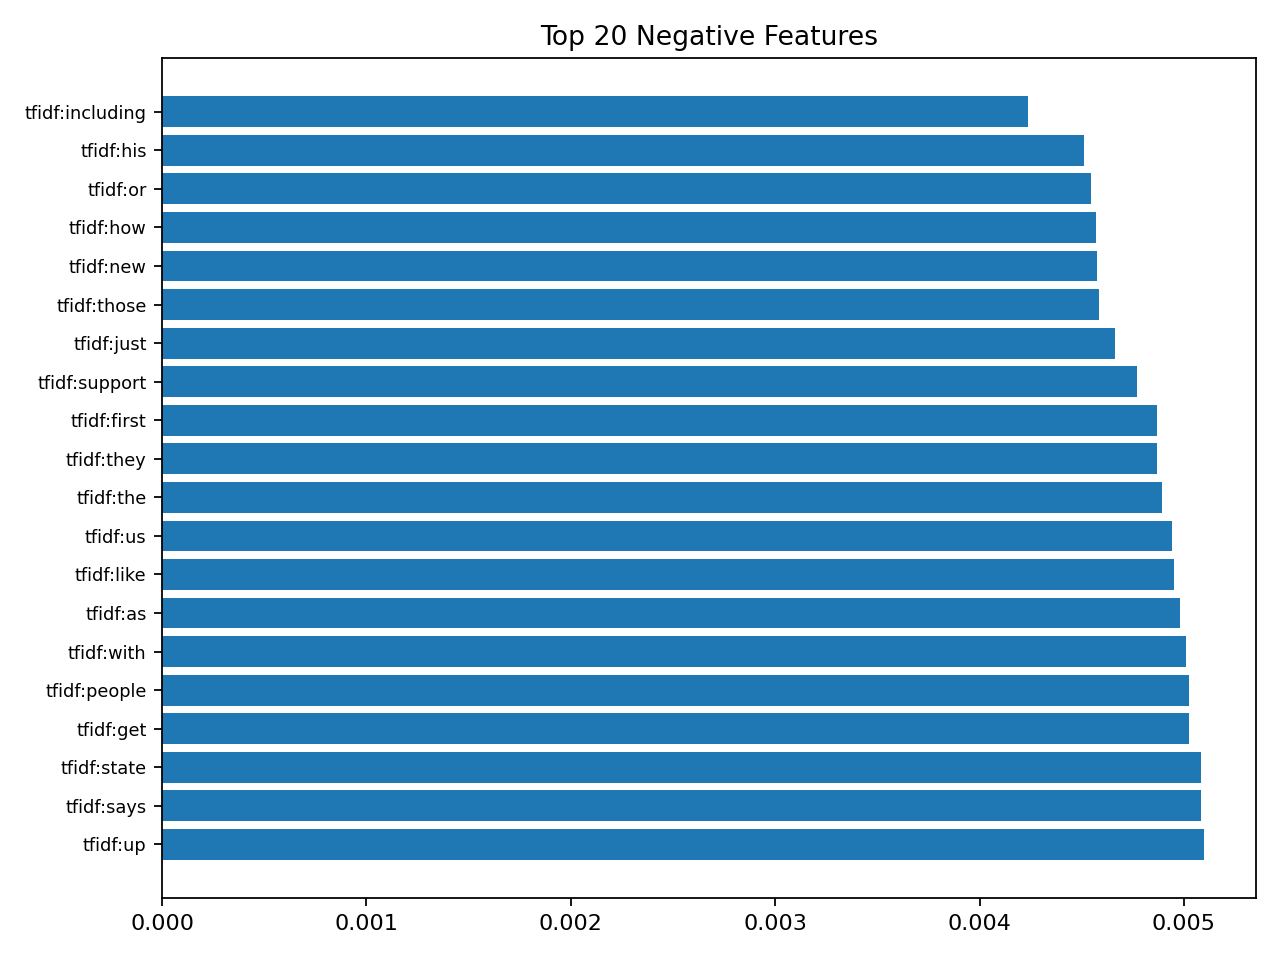 Top 20 Negative Features
tfidf:including
tfidf:his
tfidf:or
tfidf:how
tfidf:new
tfidf:those
tfidf:just
tfidf:support
tfidf:first
tfidf:they
tfidf:the
tfidf:us
tfidf:like
tfidf:as
tfidf:with
tfidf:people
tfidf:get
tfidf:state
tfidf:says
tfidf:up
0.000 0.001 0.002 0.003 0.004 0.005